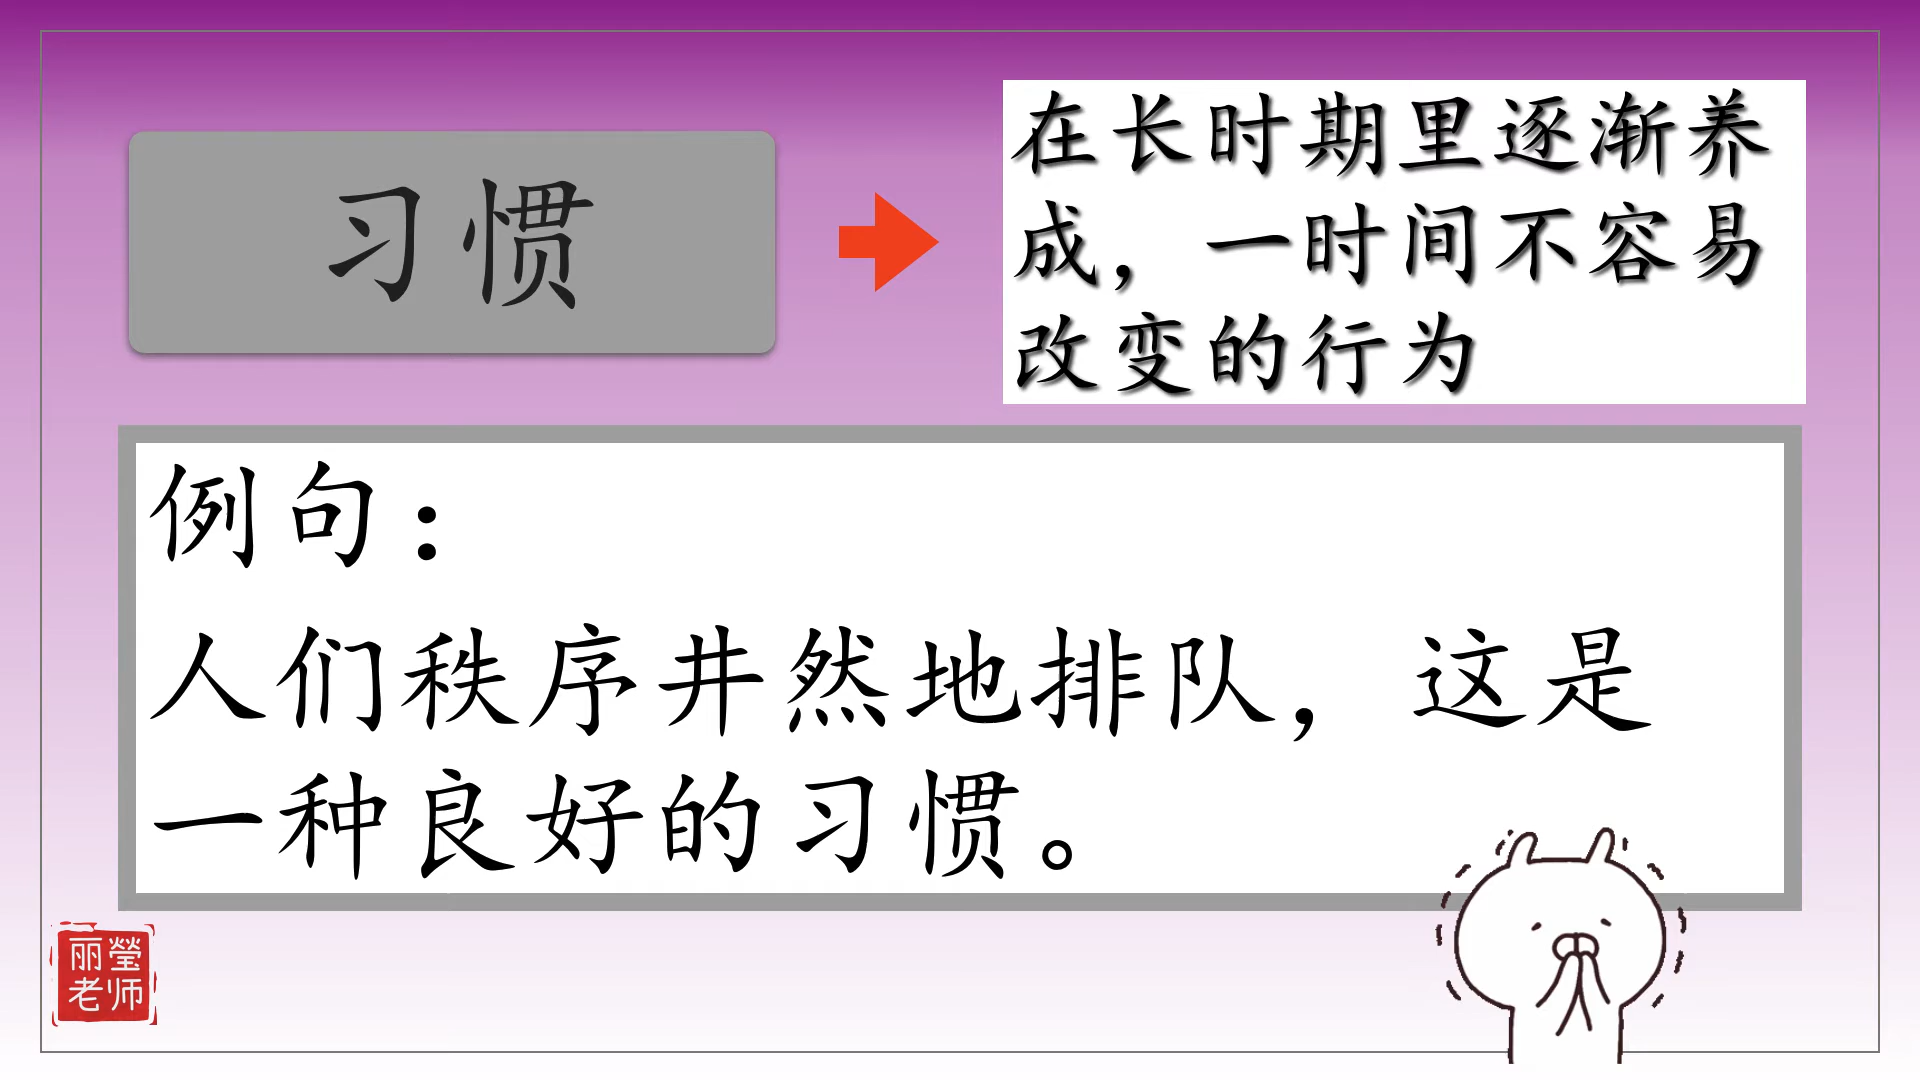 习惯
在长时期里逐渐养
成，一时间不容易
改变的行为
例句：
人们秩序井然地排队，这是
一种良好的习惯。
丽瑩
老师